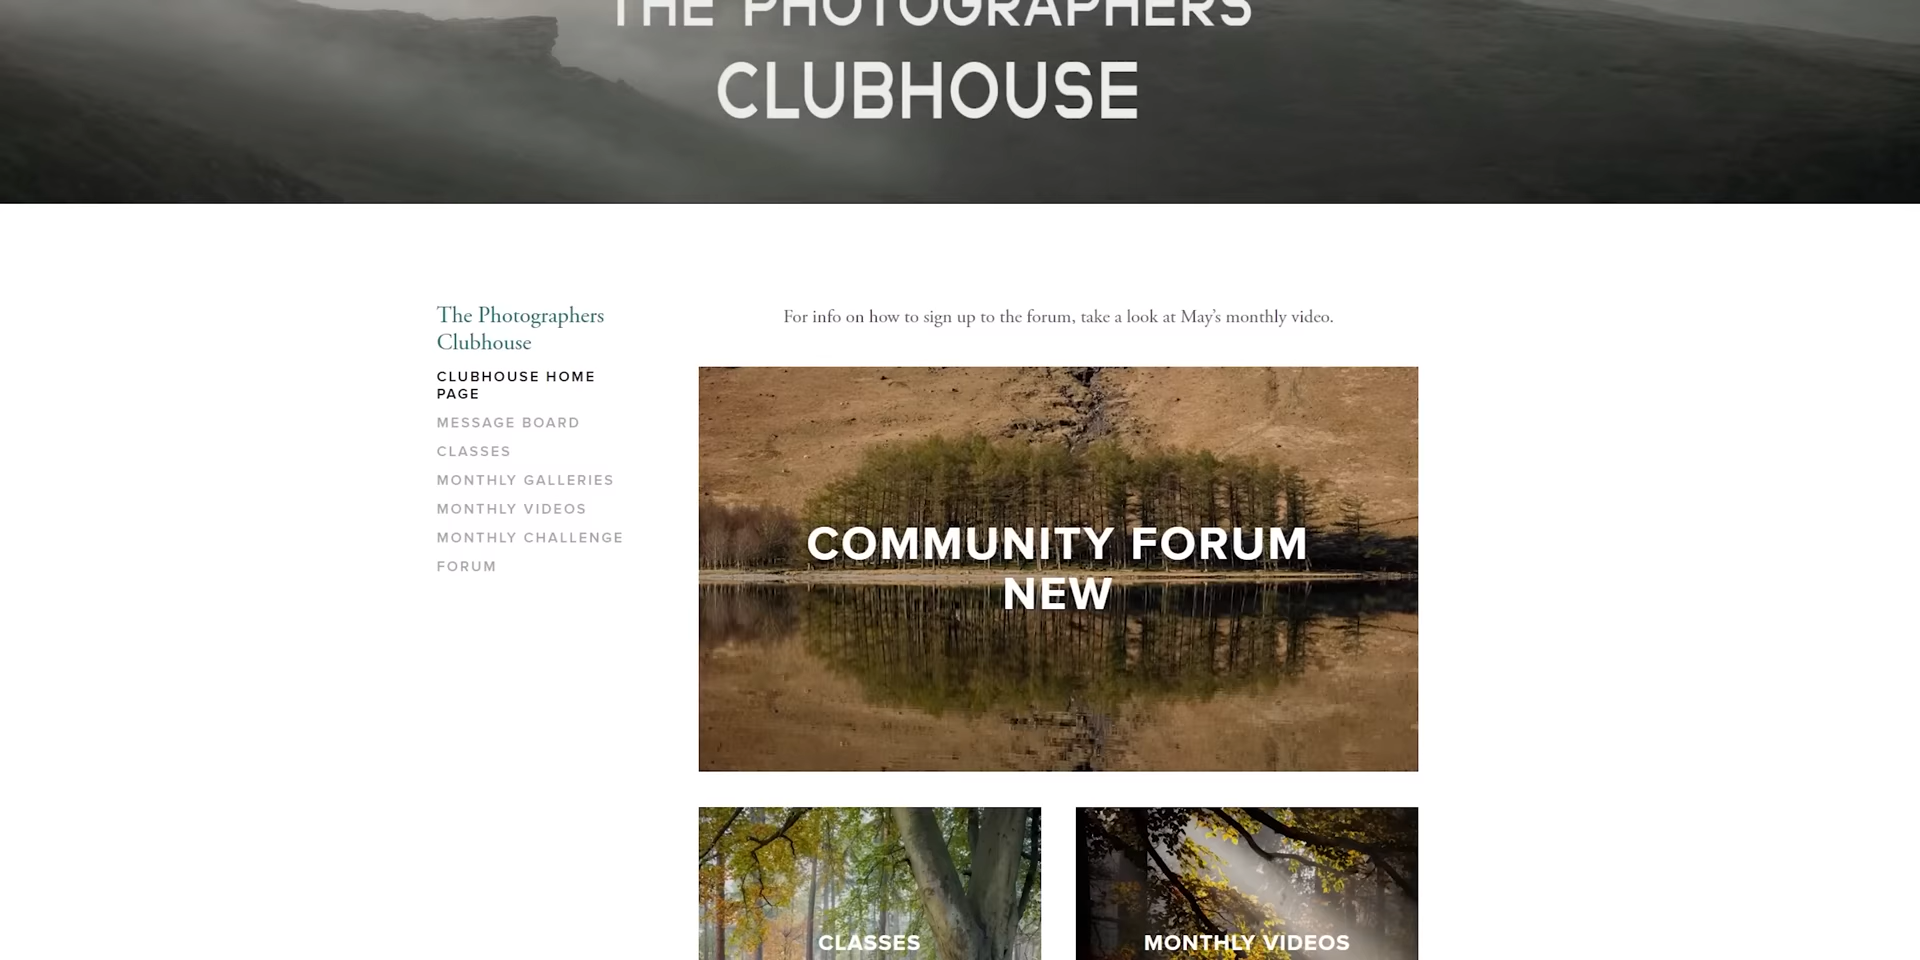 THE PHOTOGRAPHERS
CLUBHOUSE
The Photographers
Clubhouse
CLUBHOUSE HOME
PAGE
MESSAGE BOARD
CLASSES
MONTHLY GALLERIES
MONTHLY VIDEOS
MONTHLY CHALLENGE
FORUM
For info on how to sign up to the forum, take a look at May’s monthly video.
COMMUNITY FORUM
NEW
CLASSES
MONTHLY VIDEOS